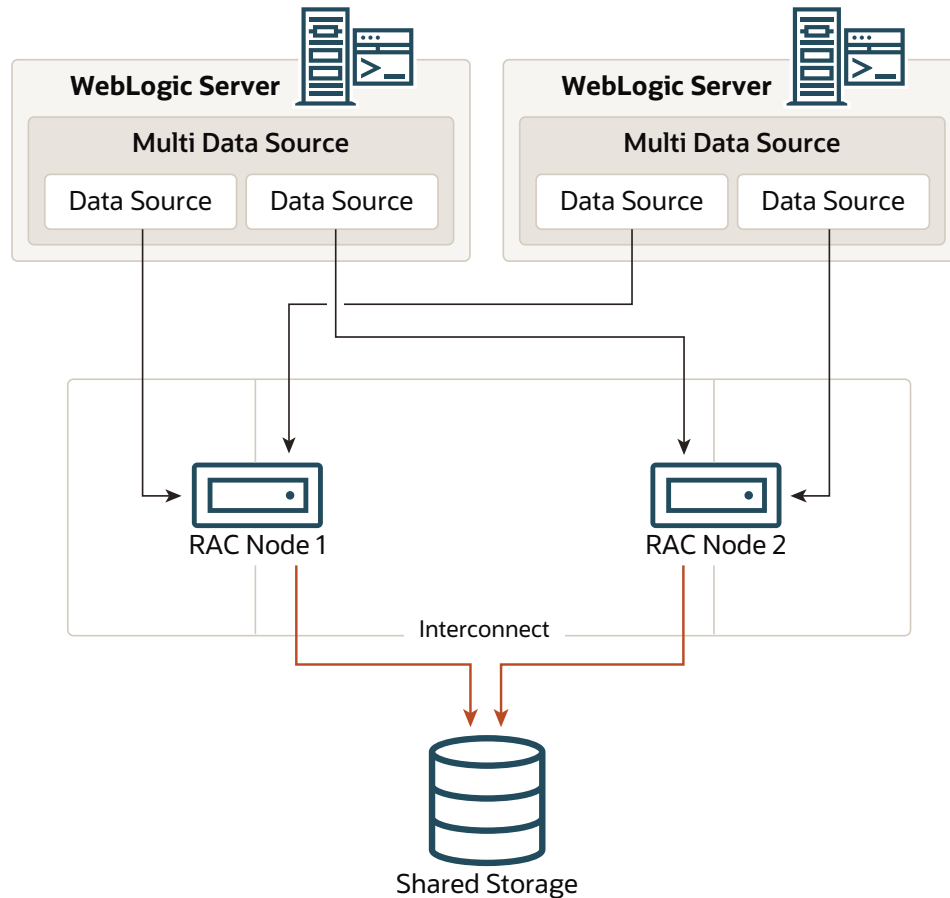 WebLogic Server
WebLogic Server
Multi Data Source
Multi Data Source
Data Source
Data Source
Data Source
Data Source
RAC Node 1
RAC Node 2
Interconnect
Shared Storage